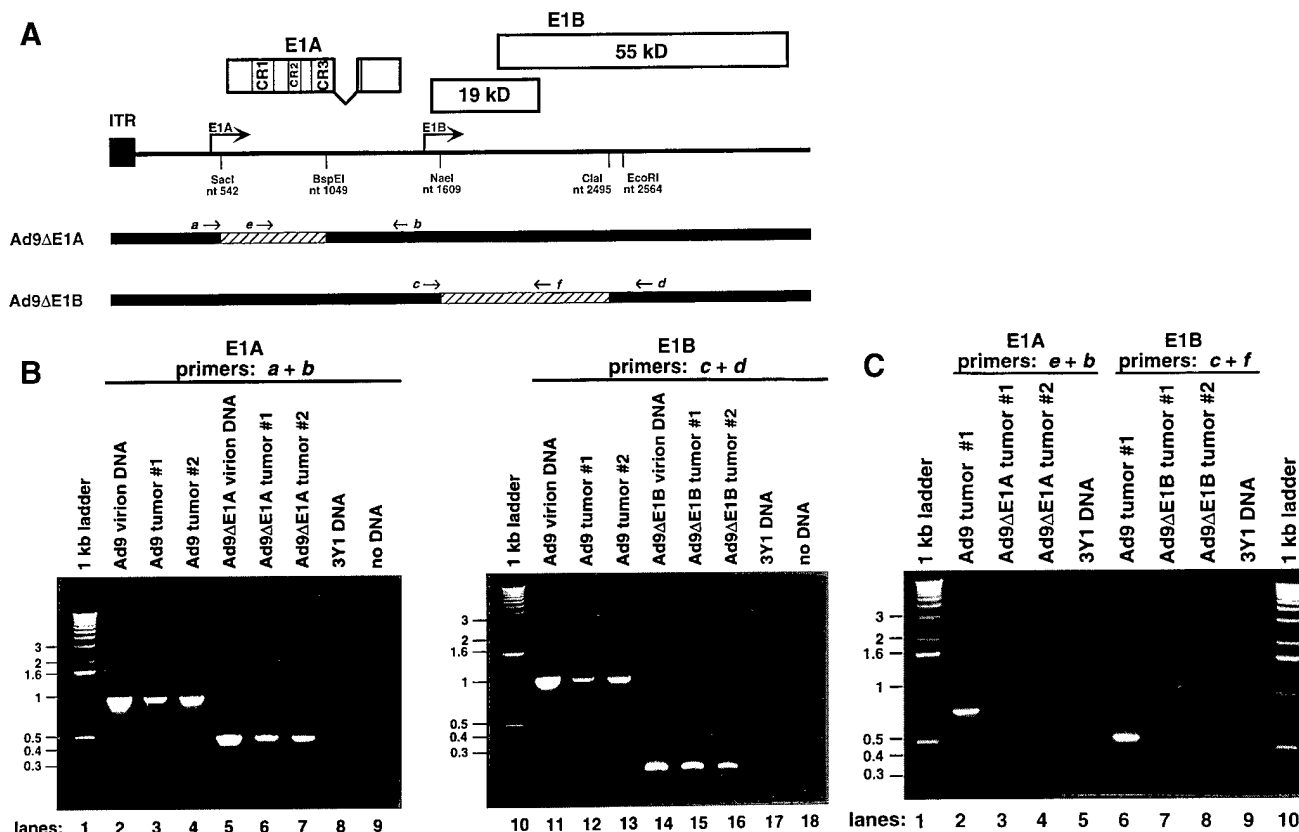 A
E1A
CR1
CR2
CR3
E1B
55 kD
19 kD
ITR
E1A
E1B
SacI
nt 542
BspEI
nt 1049
NaeI
nt 1609
ClaI
nt 2495
EcoRI
nt 2564
Ad9ΔE1A
a
e
b
Ad9ΔE1B
c
f
d
B
E1A
primers: a + b
1 kb ladder
Ad9 virion DNA
Ad9 tumor #1
Ad9 tumor #2
Ad9ΔE1A virion DNA
Ad9ΔE1A tumor #1
Ad9ΔE1A tumor #2
3Y1 DNA
no DNA
3
2
1.6
1
0.5
0.4
0.3
lanes: 1 2 3 4 5 6 7 8 9
E1B
primers: c + d
1 kb ladder
Ad9 virion DNA
Ad9 tumor #1
Ad9 tumor #2
Ad9ΔE1B virion DNA
Ad9ΔE1B tumor #1
Ad9ΔE1B tumor #2
3Y1 DNA
no DNA
3
2
1.6
1
0.5
0.4
0.3
10 11 12 13 14 15 16 17 18
C
E1A
primers: e + b
E1B
primers: c + f
1 kb ladder
Ad9 tumor #1
Ad9ΔE1A tumor #1
Ad9ΔE1A tumor #2
3Y1 DNA
Ad9 tumor #1
Ad9ΔE1B tumor #1
Ad9ΔE1B tumor #2
3Y1 DNA
1 kb ladder
3
2
1.6
1
0.5
0.4
0.3
lanes: 1 2 3 4 5 6 7 8 9 10